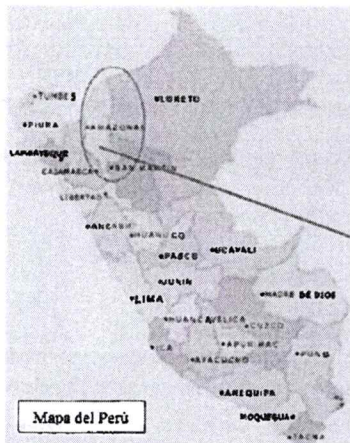 TUMBES
LORETO
PIURA
AMAZONAS
LAMBAYEQUE
SAN MARTIN
CAJAMARCA
LIBERTAD
ANCASH
HUANUCO
UCAYALI
PASCO
JUNIN
MADRE DE DIOS
LIMA
HUANCAVELICA
CUZCO
ICA
APURIMAC
PUNO
AYACUCHO
AREQUIPA
MOQUEGUA
TACNA
Mapa del Perú